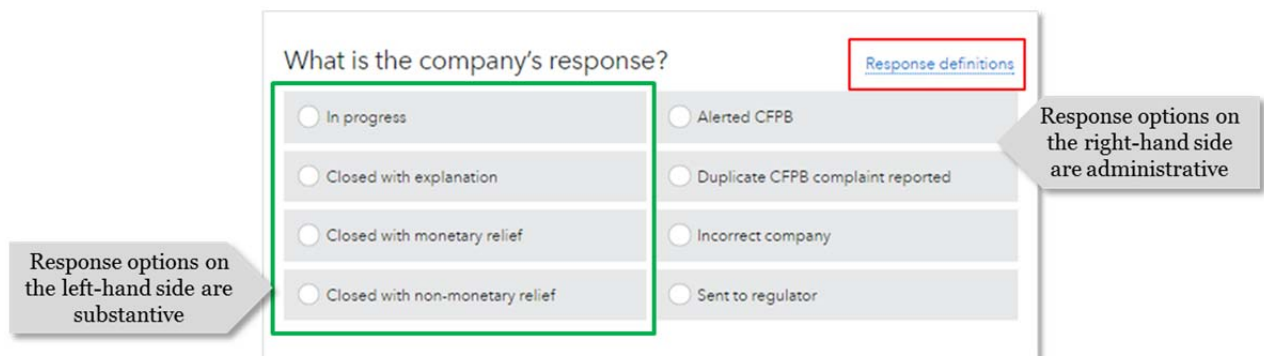 What is the company's response?
Response definitions
In progress
Alerted CFPB
Closed with explanation
Duplicate CFPB complaint reported
Closed with monetary relief
Incorrect company
Closed with non-monetary relief
Sent to regulator
Response options on
the right-hand side
are administrative
Response options on
the left-hand side are
substantive